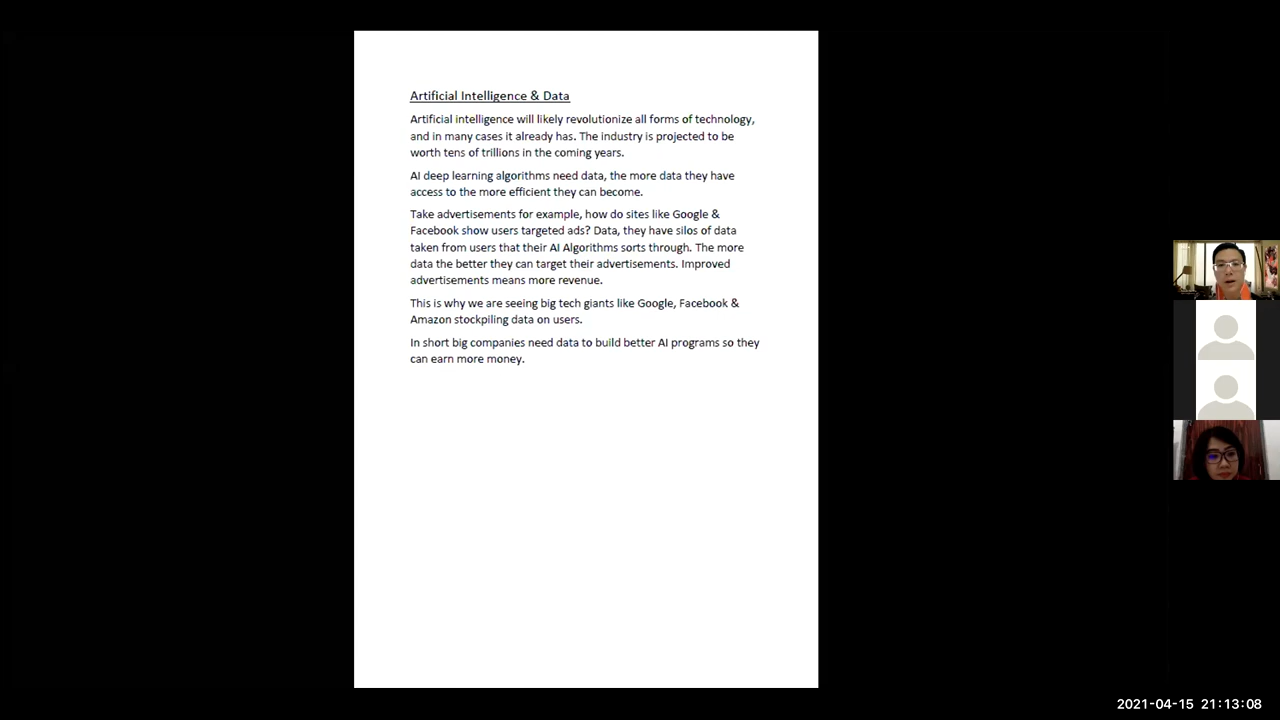 Artificial Intelligence & Data
Artificial intelligence will likely revolutionize all forms of technology,
and in many cases it already has. The industry is projected to be
worth tens of trillions in the coming years.
AI deep learning algorithms need data, the more data they have
access to the more efficient they can become.
Take advertisements for example, how do sites like Google &
Facebook show users targeted ads? Data, they have silos of data
taken from users that their AI Algorithms sorts through. The more
data the better they can target their advertisements. Improved
advertisements means more revenue.
This is why we are seeing big tech giants like Google, Facebook &
Amazon stockpiling data on users.
In short big companies need data to build better AI programs so they
can earn more money.
2021-04-15 21:13:08